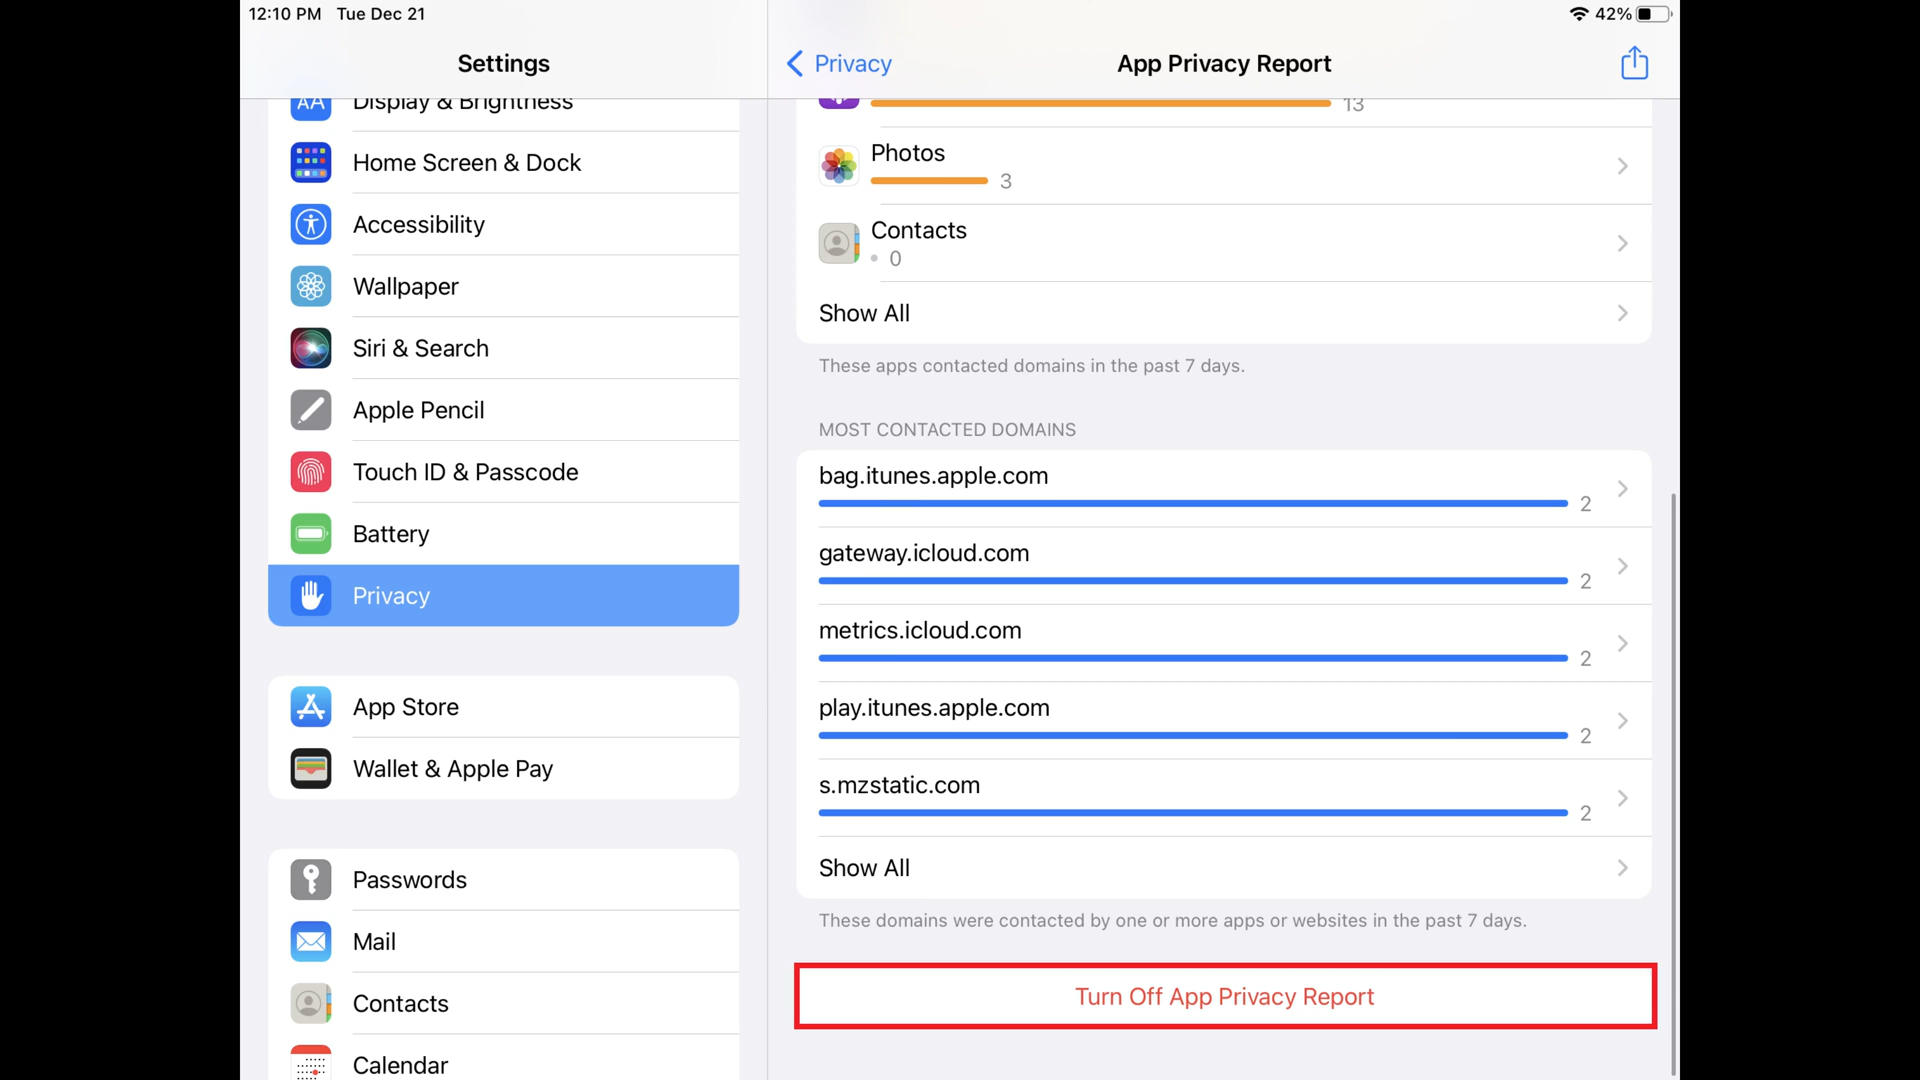 12:10 PM Tue Dec 21
42%
Settings
Display & Brightness
Home Screen & Dock
Accessibility
Wallpaper
Siri & Search
Apple Pencil
Touch ID & Passcode
Battery
Privacy
App Store
Wallet & Apple Pay
Passwords
Mail
Contacts
Calendar
Privacy
App Privacy Report
13
Photos
3
Contacts
0
Show All
These apps contacted domains in the past 7 days.
MOST CONTACTED DOMAINS
bag.itunes.apple.com
2
gateway.icloud.com
2
metrics.icloud.com
2
play.itunes.apple.com
2
s.mzstatic.com
2
Show All
These domains were contacted by one or more apps or websites in the past 7 days.
Turn Off App Privacy Report